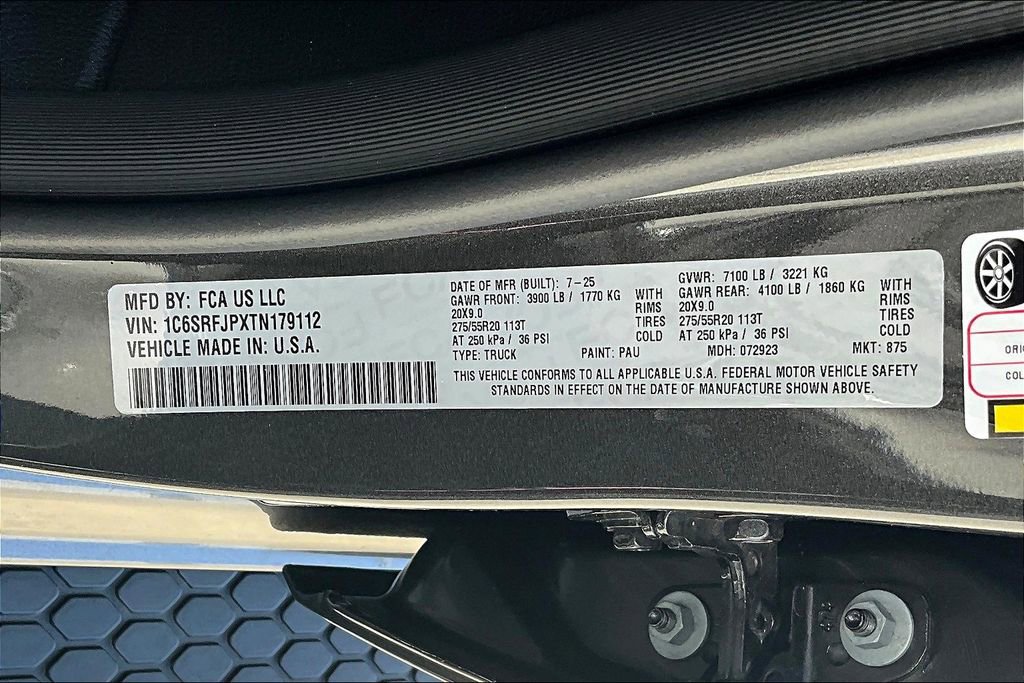 MFD BY: FCA US LLC
VIN: 1C6SRFJPXTN179112
VEHICLE MADE IN: U.S.A.
DATE OF MFR (BUILT): 7-25
GAWR FRONT: 3900 LB / 1770 KG WITH
20X9.0 RIMS
275/55R20 113T TIRES
AT 250 kPa / 36 PSI COLD
TYPE: TRUCK PAINT: PAU
GVWR: 7100 LB / 3221 KG
GAWR REAR: 4100 LB / 1860 KG WITH
20X9.0 RIMS
275/55R20 113T TIRES
AT 250 kPa / 36 PSI COLD
MDH: 072923 MKT: 875
THIS VEHICLE CONFORMS TO ALL APPLICABLE U.S.A. FEDERAL MOTOR VEHICLE SAFETY
STANDARDS IN EFFECT ON THE DATE OF MANUFACTURE SHOWN ABOVE.
ORIG
COL